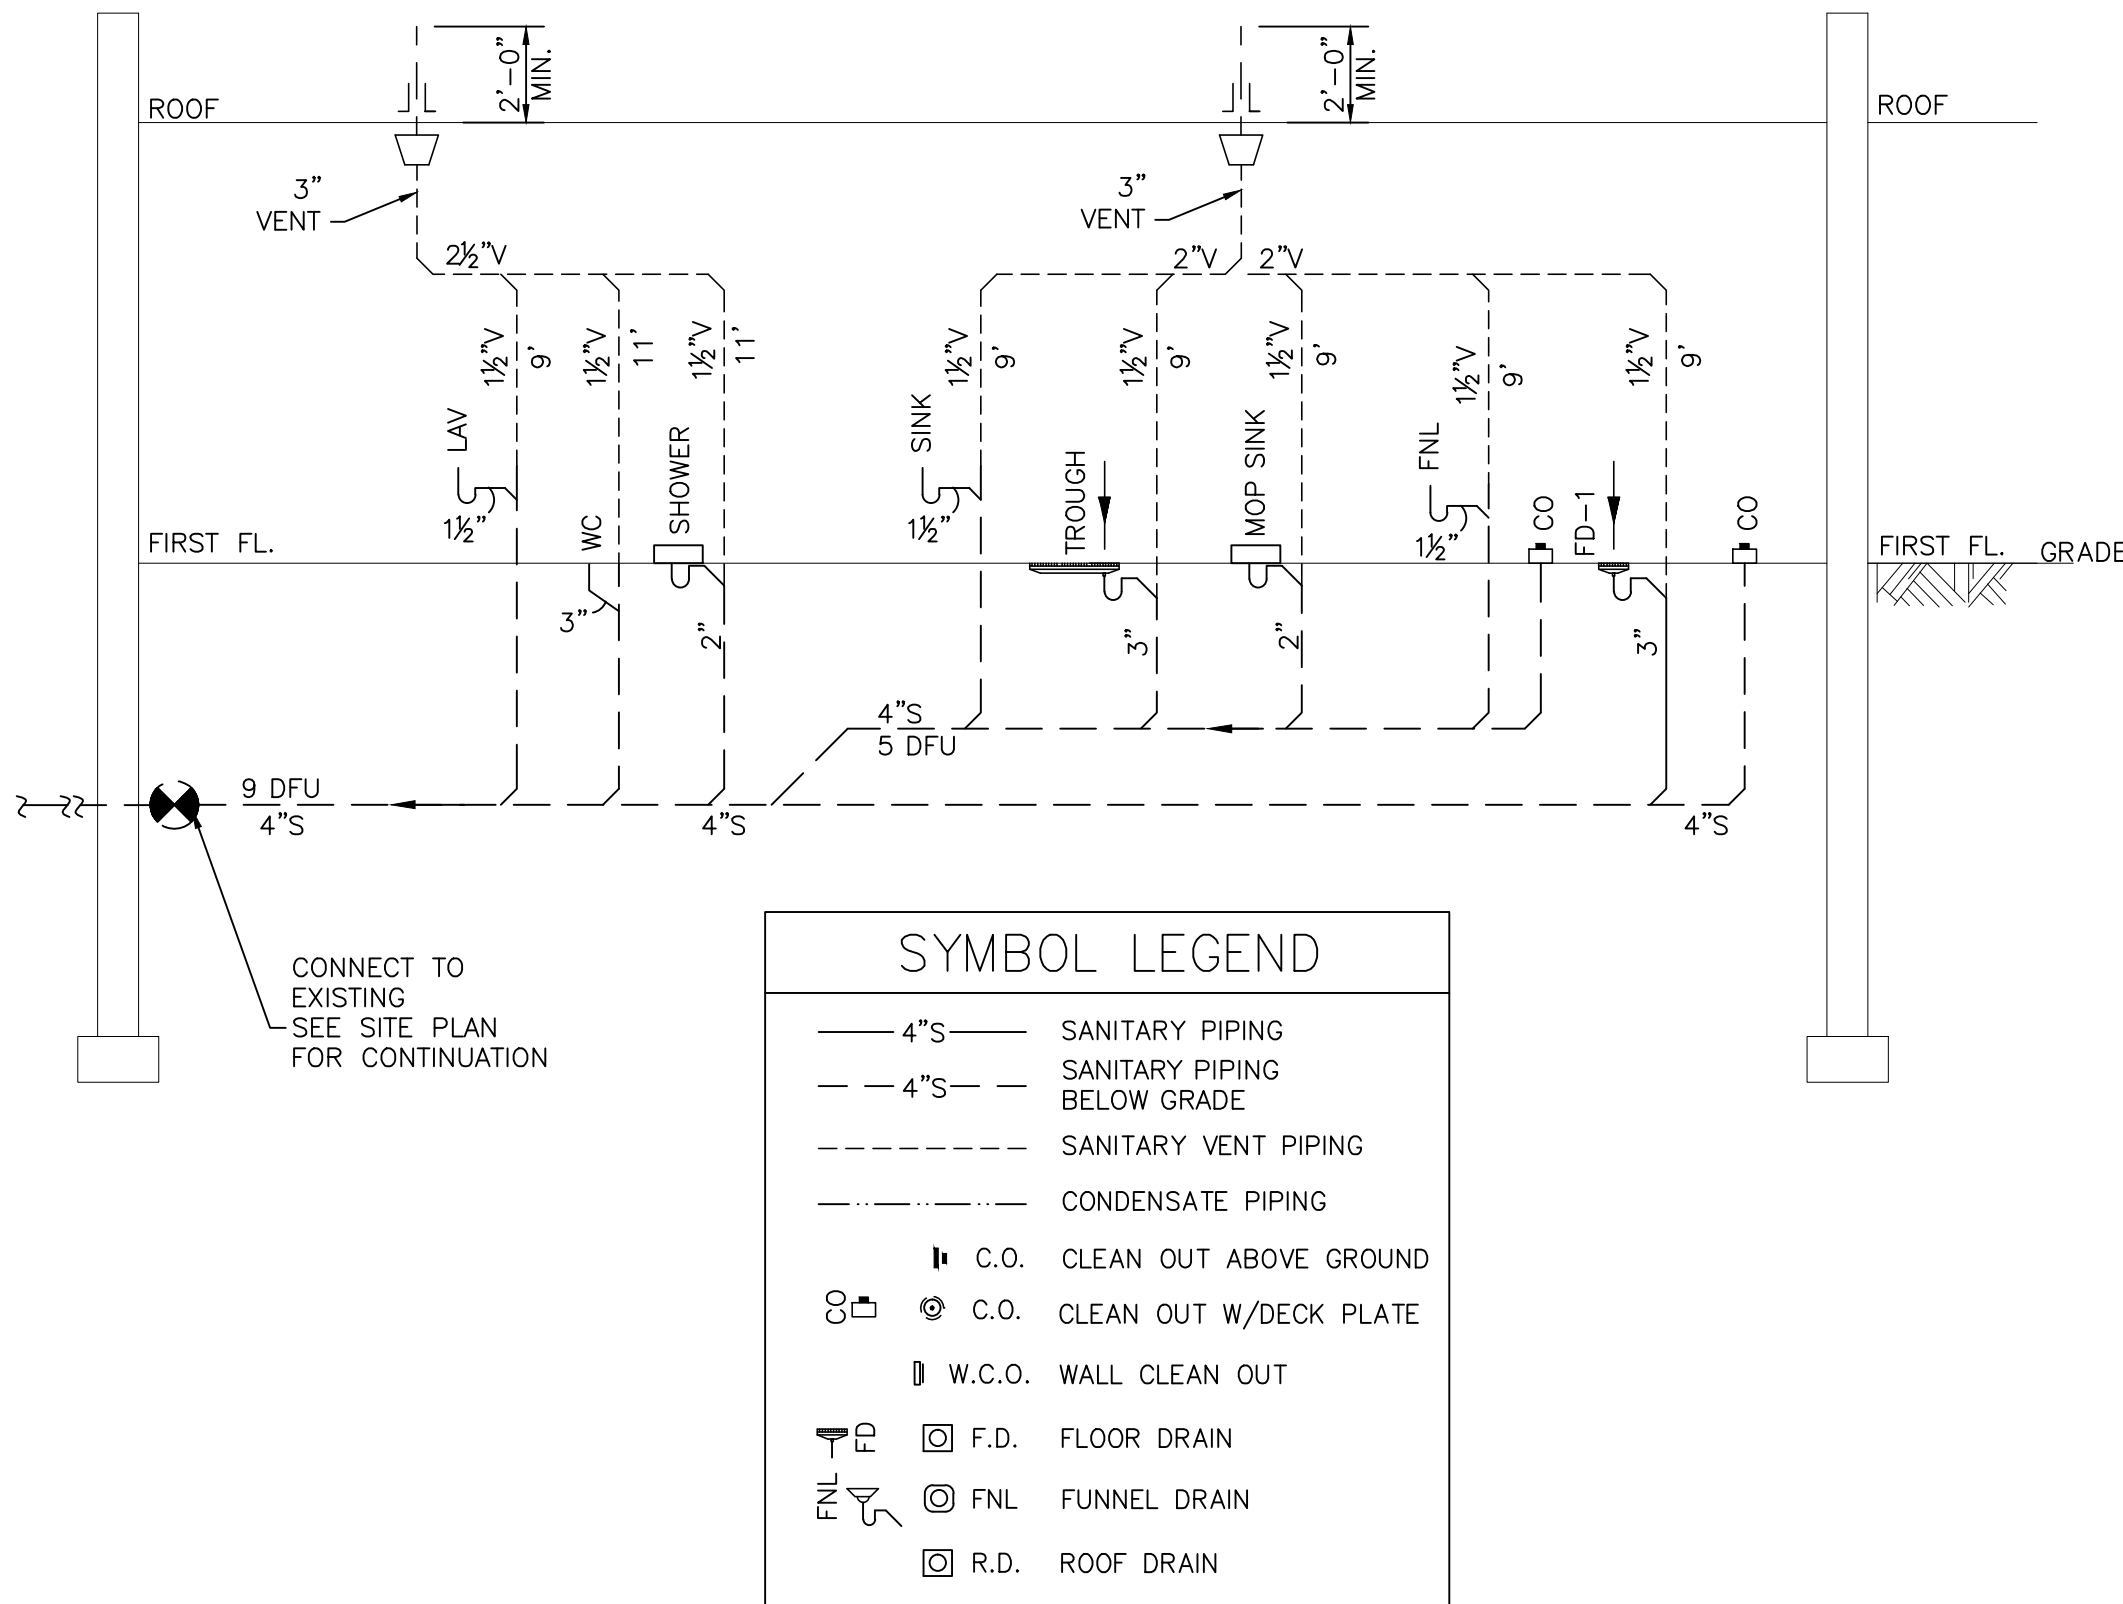 2'-0"
MIN.
2'-0"
MIN.
ROOF
ROOF
3"
VENT
3"
VENT
2½"V
2"V
2"V
1½"V
9'
1½"V
11'
1½"V
11'
1½"V
9'
1½"V
9'
1½"V
9'
1½"V
9'
1½"V
9'
LAV
1½"
WC
SHOWER
SINK
1½"
TROUGH
MOP SINK
FNL
1½"
CO
FD-1
CO
FIRST FL.
FIRST FL.
GRADE
3"
2"
3"
2"
3"
4"S
5 DFU
9 DFU
4"S
4"S
4"S
CONNECT TO
EXISTING
SEE SITE PLAN
FOR CONTINUATION
SYMBOL LEGEND
4"S SANITARY PIPING
4"S SANITARY PIPING
BELOW GRADE
SANITARY VENT PIPING
CONDENSATE PIPING
C.O. CLEAN OUT ABOVE GROUND
CO C.O. CLEAN OUT W/DECK PLATE
W.C.O. WALL CLEAN OUT
FD F.D. FLOOR DRAIN
FNL FNL FUNNEL DRAIN
R.D. ROOF DRAIN